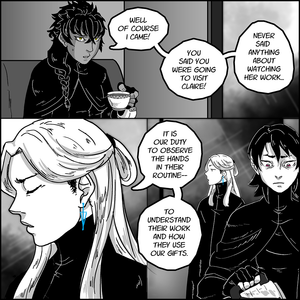 WELL
OF COURSE
I CAME!
YOU
SAID YOU
WERE GOING
TO VISIT
CLAIRE!
NEVER
SAID
ANYTHING
ABOUT
WATCHING
HER WORK..
IT IS
OUR DUTY
TO OBSERVE
THE HANDS
IN THEIR
ROUTINE--
TO
UNDERSTAND
THEIR WORK
AND HOW
THEY USE
OUR GIFTS.